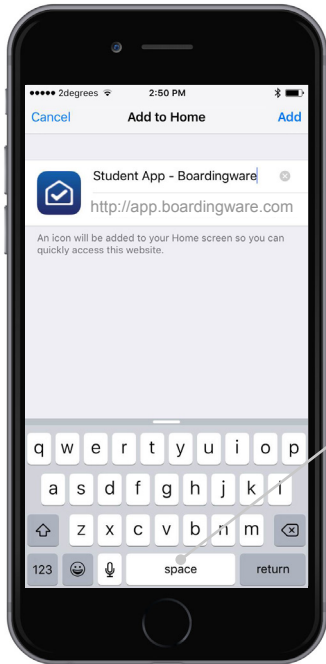 2degrees 2:50 PM
Cancel Add to Home Add
Student App - Boardingware
http://app.boardingware.com
An icon will be added to your Home screen so you can
quickly access this website.
q w e r t y u i o p
a s d f g h j k l
z x c v b n m
123 space return